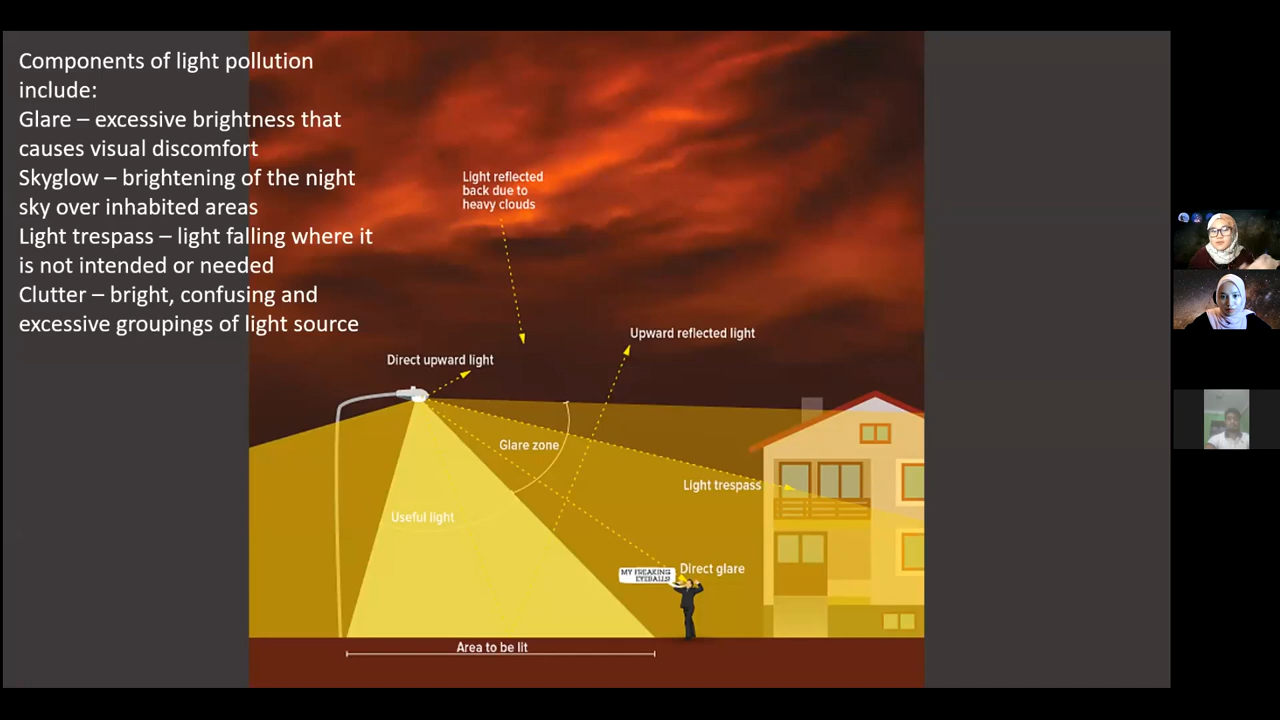 Components of light pollution
include:
Glare – excessive brightness that
causes visual discomfort
Skyglow – brightening of the night
sky over inhabited areas
Light trespass – light falling where it
is not intended or needed
Clutter – bright, confusing and
excessive groupings of light source
Light reflected
back due to
heavy clouds
Upward reflected light
Direct upward light
Glare zone
Light trespass
Useful light
Direct glare
MY FREAKING
EYEBALLS
Area to be lit